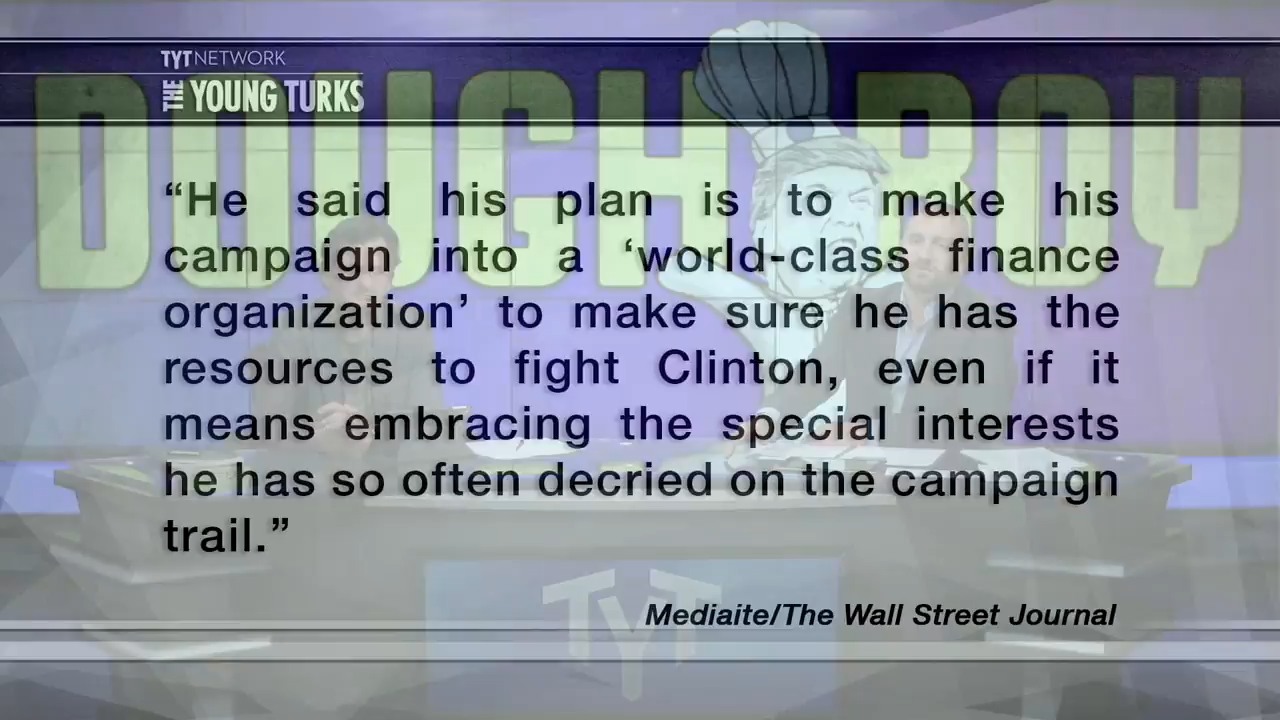 TYT NETWORK
THE YOUNG TURKS
DOUGH BOY
“He said his plan is to make his
campaign into a ‘world-class finance
organization’ to make sure he has the
resources to fight Clinton, even if it
means embracing the special interests
he has so often decried on the campaign
trail.”
Mediaite/The Wall Street Journal
TYT